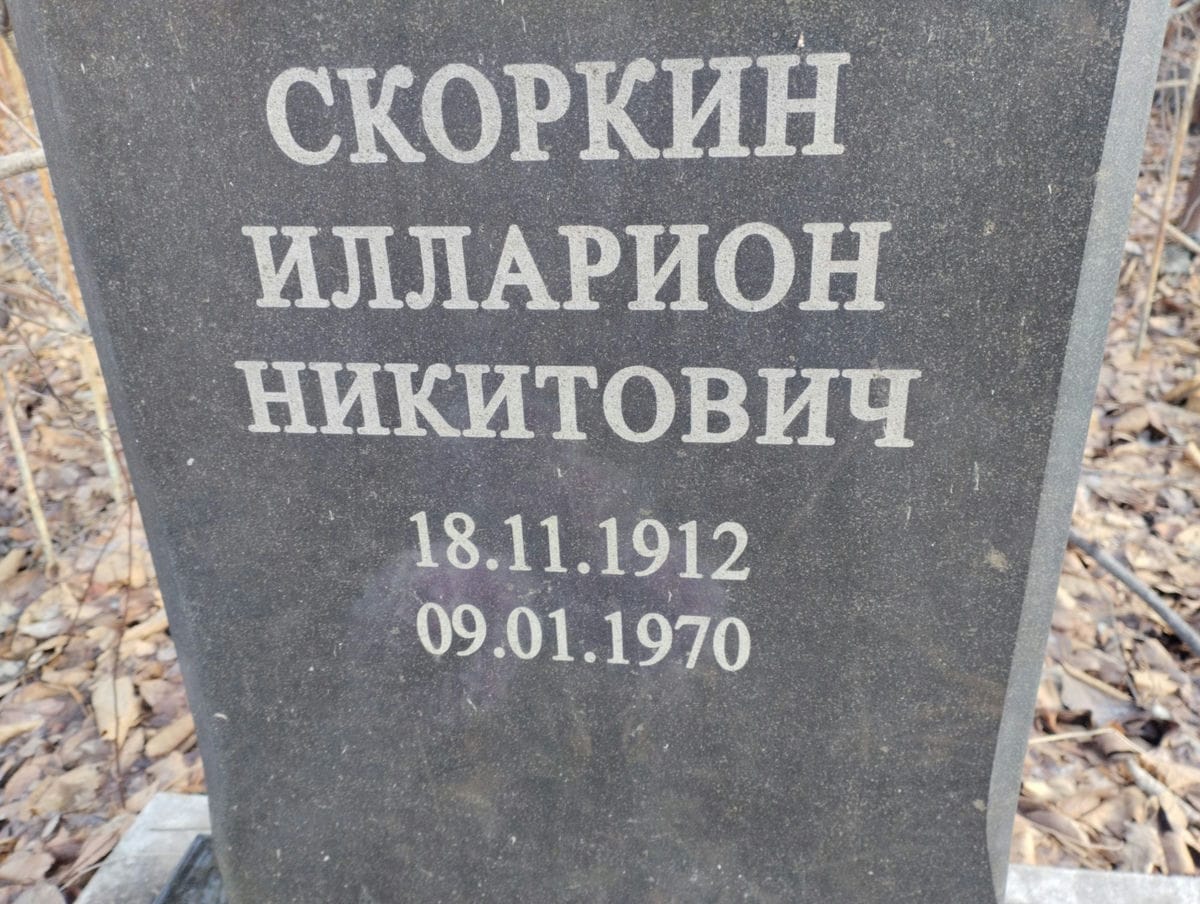 СКОРКИН
ИЛЛАРИОН
НИКИТОВИЧ
18.11.1912
09.01.1970